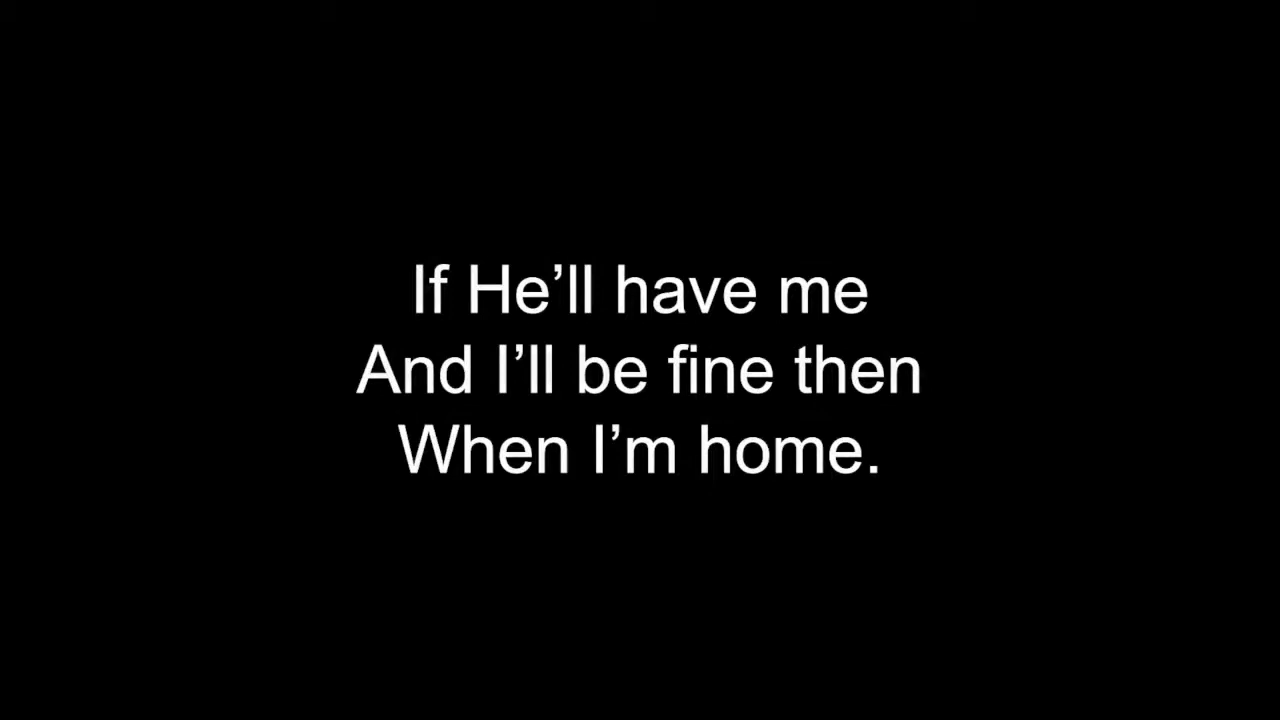 If He’ll have me
And I’ll be fine then
When I’m home.